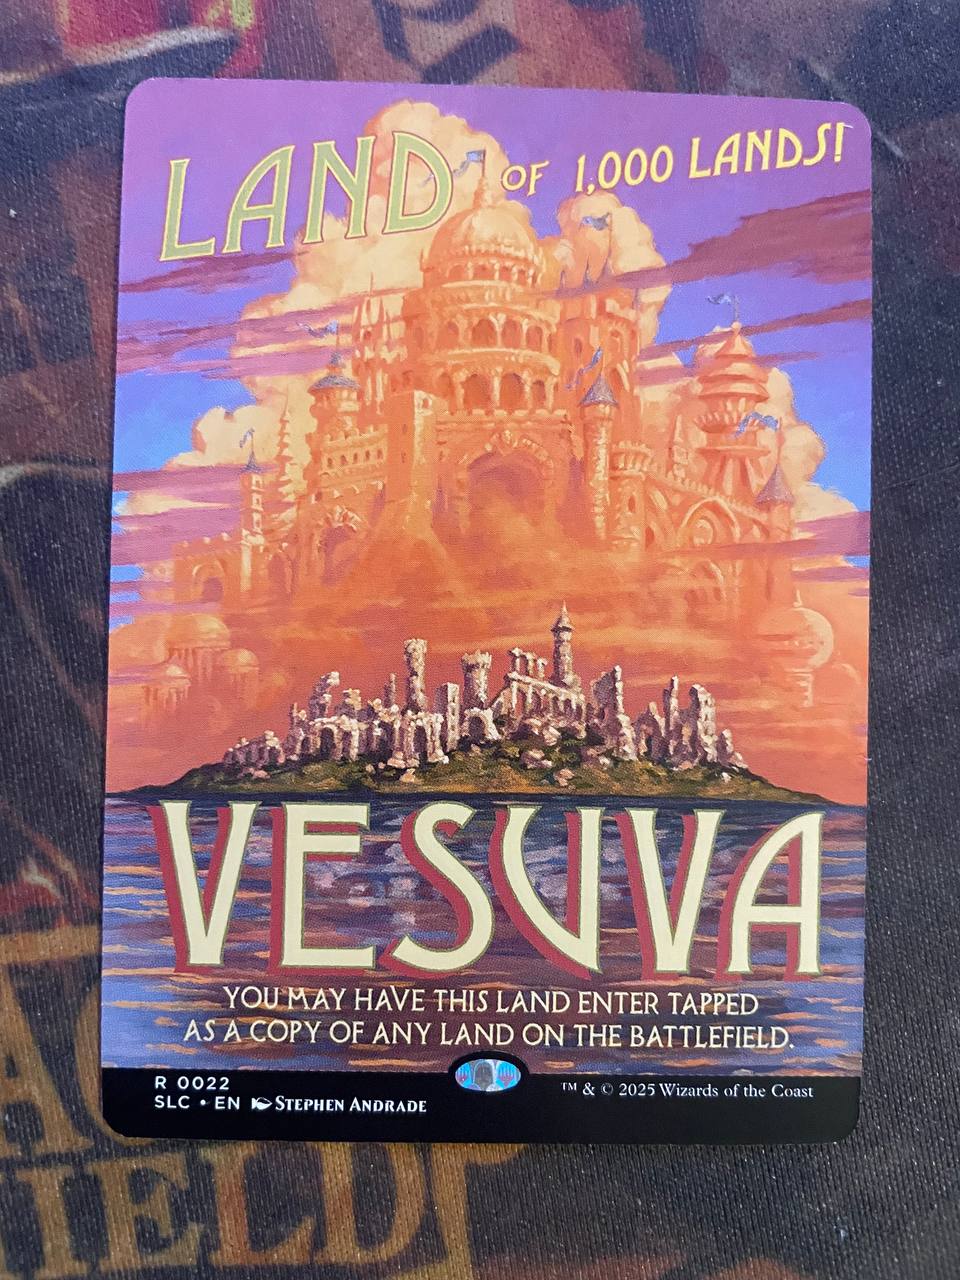 LAND OF 1,000 LANDS!
VESUVA
YOU MAY HAVE THIS LAND ENTER TAPPED
AS A COPY OF ANY LAND ON THE BATTLEFIELD.
R 0022
SLC • EN STEPHEN ANDRADE
™ & © 2025 Wizards of the Coast